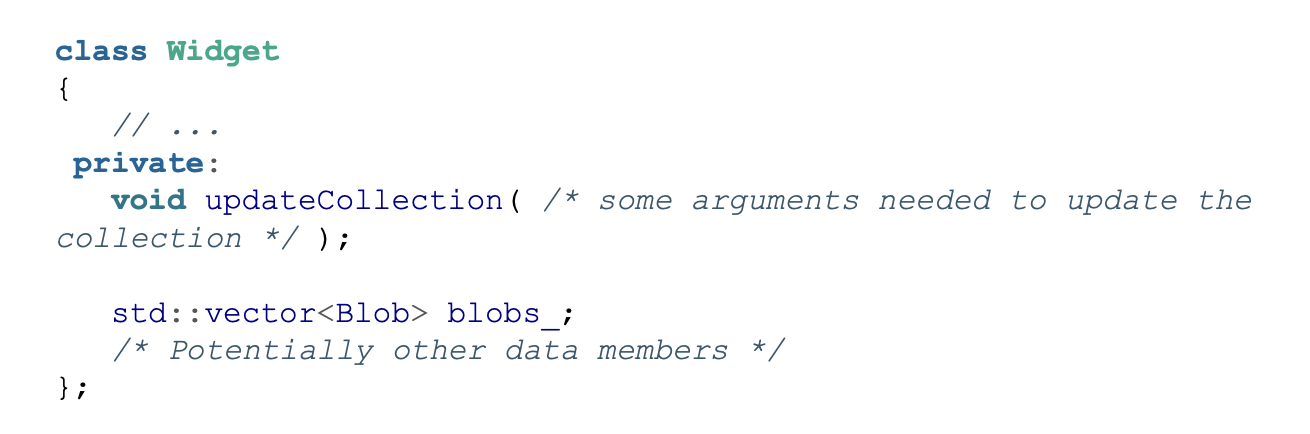 class Widget
{
   // ...
 private:
   void updateCollection( /* some arguments needed to update the
collection */ );

   std::vector<Blob> blobs_;
   /* Potentially other data members */
};